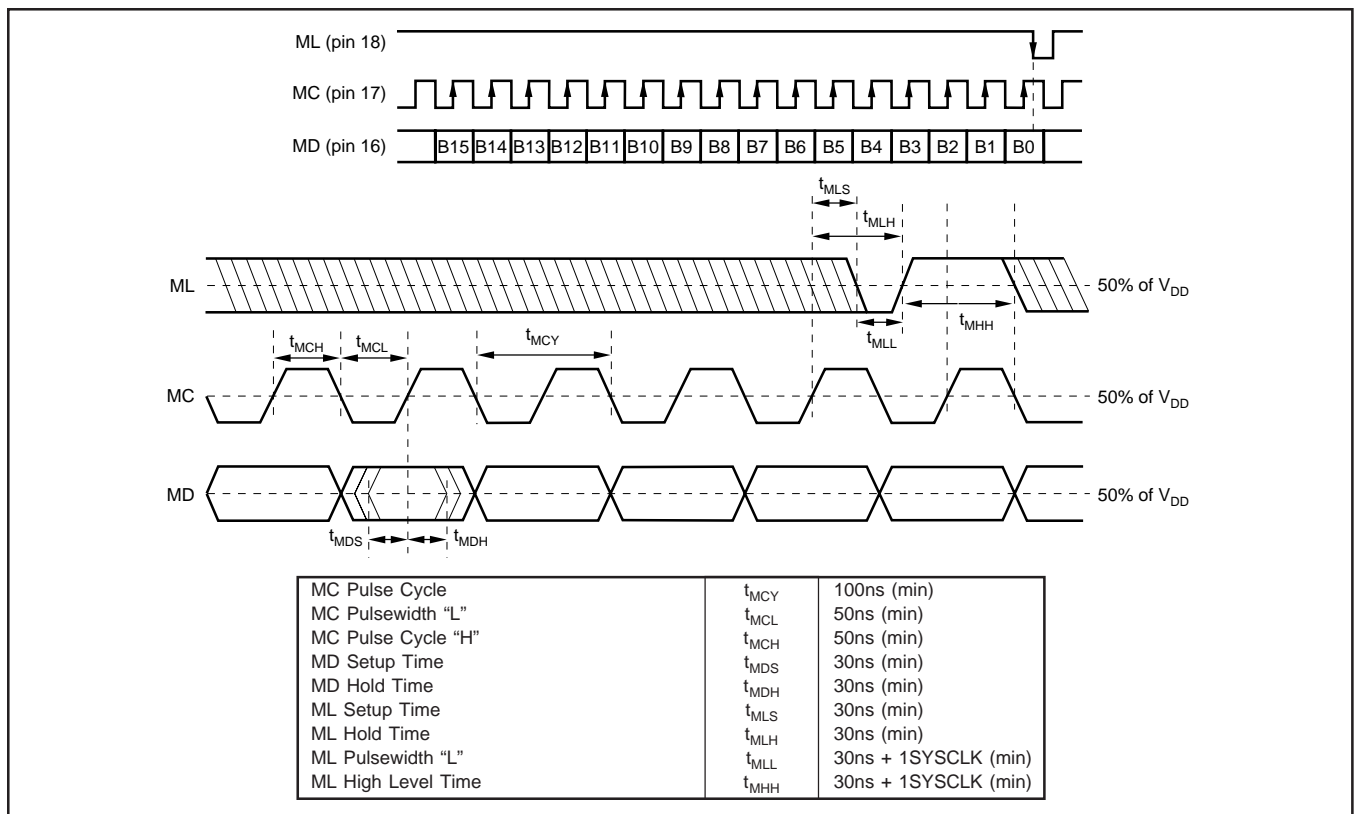 ML (pin 18)
MC (pin 17)
MD (pin 16)
B15 B14 B13 B12 B11 B10 B9 B8 B7 B6 B5 B4 B3 B2 B1 B0
tMLS
tMLH
ML
50% of VDD
tMHH
tMLL
tMCH
tMCL
tMCY
MC
50% of VDD
MD
50% of VDD
tMDS
tMDH
MC Pulse Cycle tMCY 100ns (min)
MC Pulsewidth “L” tMCL 50ns (min)
MC Pulse Cycle “H” tMCH 50ns (min)
MD Setup Time tMDS 30ns (min)
MD Hold Time tMDH 30ns (min)
ML Setup Time tMLS 30ns (min)
ML Hold Time tMLH 30ns (min)
ML Pulsewidth “L” tMLL 30ns + 1SYSCLK (min)
ML High Level Time tMHH 30ns + 1SYSCLK (min)